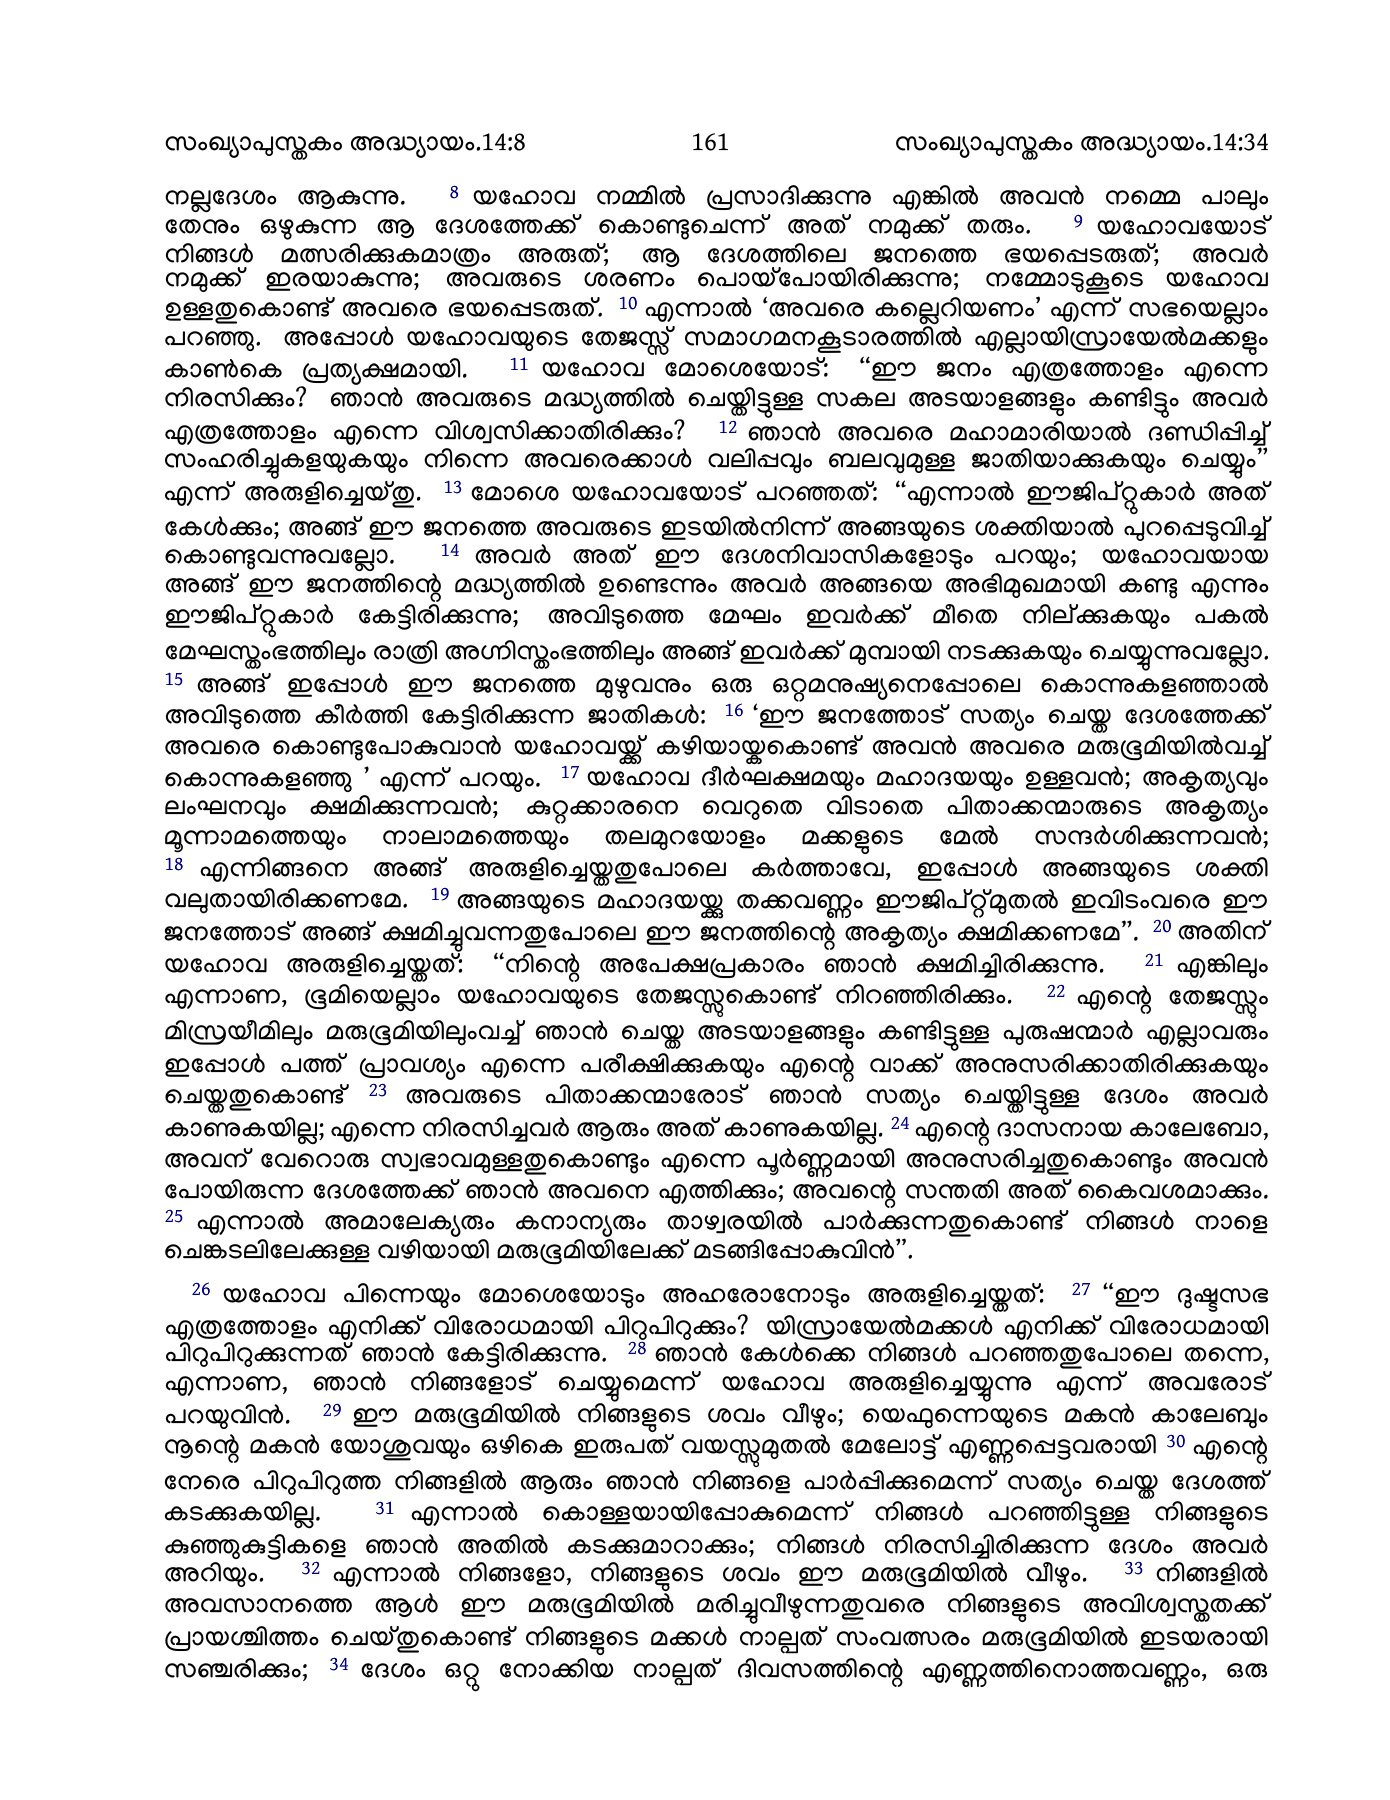 സംഖ്യാപുസ്തകം അദ്ധ്യായം.14:8 161 സംഖ്യാപുസ്തകം അദ്ധ്യായം.14:34
നല്ലദേശം ആകുന്നു. 8 യഹോവ നമ്മിൽ പ്രസാദിക്കുന്നു എങ്കിൽ അവൻ നമ്മെ പാലും
തേനും ഒഴുകുന്ന ആ ദേശത്തേക്ക് കൊണ്ടുചെന്ന് അത് നമുക്ക് തരും. 9 യഹോവയോട്
നിങ്ങൾ മത്സരിക്കുകമാത്രം അരുത്; ആ ദേശത്തിലെ ജനത്തെ ഭയപ്പെടരുത്; അവർ
നമുക്ക് ഇരയാകുന്നു; അവരുടെ ശരണം പൊയ്പോയിരിക്കുന്നു; നമ്മോടുകൂടെ യഹോവ
ഉള്ളതുകൊണ്ട് അവരെ ഭയപ്പെടരുത്. 10 എന്നാൽ ‘അവരെ കല്ലെറിയണം’ എന്ന് സഭയെല്ലാം
പറഞ്ഞു. അപ്പോൾ യഹോവയുടെ തേജസ്സ് സമാഗമനകൂടാരത്തിൽ എല്ലായിസ്രായേൽമക്കളും
കാൺകെ പ്രത്യക്ഷമായി. 11 യഹോവ മോശെയോട്: “ഈ ജനം എത്രത്തോളം എന്നെ
നിരസിക്കും? ഞാൻ അവരുടെ മദ്ധ്യത്തിൽ ചെയ്തിട്ടുള്ള സകല അടയാളങ്ങളും കണ്ടിട്ടും അവർ
എത്രത്തോളം എന്നെ വിശ്വസിക്കാതിരിക്കും? 12 ഞാൻ അവരെ മഹാമാരിയാൽ ദണ്ഡിപ്പിച്ച്
സംഹരിച്ചുകളയുകയും നിന്നെ അവരെക്കാൾ വലിപ്പവും ബലവുമുള്ള ജാതിയാക്കുകയും ചെയ്യും”
എന്ന് അരുളിച്ചെയ്തു. 13 മോശെ യഹോവയോട് പറഞ്ഞത്: “എന്നാൽ ഈജിപ്റ്റുകാർ അത്
കേൾക്കും; അങ്ങ് ഈ ജനത്തെ അവരുടെ ഇടയിൽനിന്ന് അങ്ങയുടെ ശക്തിയാൽ പുറപ്പെടുവിച്ച്
കൊണ്ടുവന്നുവല്ലോ. 14 അവർ അത് ഈ ദേശനിവാസികളോടും പറയും; യഹോവയായ
അങ്ങ് ഈ ജനത്തിന്റെ മദ്ധ്യത്തിൽ ഉണ്ടെന്നും അവർ അങ്ങയെ അഭിമുഖമായി കണ്ടു എന്നും
ഈജിപ്റ്റുകാർ കേട്ടിരിക്കുന്നു; അവിടുത്തെ മേഘം ഇവർക്ക് മീതെ നില്ക്കുകയും പകൽ
മേഘസ്തംഭത്തിലും രാത്രി അഗ്നിസ്തംഭത്തിലും അങ്ങ് ഇവർക്ക് മുമ്പായി നടക്കുകയും ചെയ്യുന്നുവല്ലോ.
15 അങ്ങ് ഇപ്പോൾ ഈ ജനത്തെ മുഴുവനും ഒരു ഒറ്റമനുഷ്യനെപ്പോലെ കൊന്നുകളഞ്ഞാൽ
അവിടുത്തെ കീർത്തി കേട്ടിരിക്കുന്ന ജാതികൾ: 16 ‘ഈ ജനത്തോട് സത്യം ചെയ്ത ദേശത്തേക്ക്
അവരെ കൊണ്ടുപോകുവാൻ യഹോവയ്ക്ക് കഴിയായ്കകൊണ്ട് അവൻ അവരെ മരുഭൂമിയിൽവച്ച്
കൊന്നുകളഞ്ഞു ’ എന്ന് പറയും. 17 യഹോവ ദീർഘക്ഷമയും മഹാദയയും ഉള്ളവൻ; അകൃത്യവും
ലംഘനവും ക്ഷമിക്കുന്നവൻ; കുറ്റക്കാരനെ വെറുതെ വിടാതെ പിതാക്കന്മാരുടെ അകൃത്യം
മൂന്നാമത്തെയും നാലാമത്തെയും തലമുറയോളം മക്കളുടെ മേൽ സന്ദർശിക്കുന്നവൻ;
18 എന്നിങ്ങനെ അങ്ങ് അരുളിച്ചെയ്തതുപോലെ കർത്താവേ, ഇപ്പോൾ അങ്ങയുടെ ശക്തി
വലുതായിരിക്കണമേ. 19 അങ്ങയുടെ മഹാദയയ്ക്കു തക്കവണ്ണം ഈജിപ്റ്റ്മുതൽ ഇവിടംവരെ ഈ
ജനത്തോട് അങ്ങ് ക്ഷമിച്ചുവന്നതുപോലെ ഈ ജനത്തിന്റെ അകൃത്യം ക്ഷമിക്കണമേ”. 20 അതിന്
യഹോവ അരുളിച്ചെയ്തത്: “നിന്റെ അപേക്ഷപ്രകാരം ഞാൻ ക്ഷമിച്ചിരിക്കുന്നു. 21 എങ്കിലും
എന്നാണ, ഭൂമിയെല്ലാം യഹോവയുടെ തേജസ്സുകൊണ്ട് നിറഞ്ഞിരിക്കും. 22 എന്റെ തേജസ്സും
മിസ്രയീമിലും മരുഭൂമിയിലുംവച്ച് ഞാൻ ചെയ്ത അടയാളങ്ങളും കണ്ടിട്ടുള്ള പുരുഷന്മാർ എല്ലാവരും
ഇപ്പോൾ പത്ത് പ്രാവശ്യം എന്നെ പരീക്ഷിക്കുകയും എന്റെ വാക്ക് അനുസരിക്കാതിരിക്കുകയും
ചെയ്തതുകൊണ്ട് 23 അവരുടെ പിതാക്കന്മാരോട് ഞാൻ സത്യം ചെയ്തിട്ടുള്ള ദേശം അവർ
കാണുകയില്ല; എന്നെ നിരസിച്ചവർ ആരും അത് കാണുകയില്ല. 24 എന്റെ ദാസനായ കാലേബോ,
അവന് വേറൊരു സ്വഭാവമുള്ളതുകൊണ്ടും എന്നെ പൂർണ്ണമായി അനുസരിച്ചതുകൊണ്ടും അവൻ
പോയിരുന്ന ദേശത്തേക്ക് ഞാൻ അവനെ എത്തിക്കും; അവന്റെ സന്തതി അത് കൈവശമാക്കും.
25 എന്നാൽ അമാലേക്യരും കനാന്യരും താഴ്വരയിൽ പാർക്കുന്നതുകൊണ്ട് നിങ്ങൾ നാളെ
ചെങ്കടലിലേക്കുള്ള വഴിയായി മരുഭൂമിയിലേക്ക് മടങ്ങിപ്പോകുവിൻ”.
26 യഹോവ പിന്നെയും മോശെയോടും അഹരോനോടും അരുളിച്ചെയ്തത്: 27 “ഈ ദുഷ്ടസഭ
എത്രത്തോളം എനിക്ക് വിരോധമായി പിറുപിറുക്കും? യിസ്രായേൽമക്കൾ എനിക്ക് വിരോധമായി
പിറുപിറുക്കുന്നത് ഞാൻ കേട്ടിരിക്കുന്നു. 28 ഞാൻ കേൾക്കെ നിങ്ങൾ പറഞ്ഞതുപോലെ തന്നെ,
എന്നാണ, ഞാൻ നിങ്ങളോട് ചെയ്യുമെന്ന് യഹോവ അരുളിച്ചെയ്യുന്നു എന്ന് അവരോട്
പറയുവിൻ. 29 ഈ മരുഭൂമിയിൽ നിങ്ങളുടെ ശവം വീഴും; യെഫുന്നെയുടെ മകൻ കാലേബും
നൂന്റെ മകൻ യോശുവയും ഒഴികെ ഇരുപത് വയസ്സുമുതൽ മേലോട്ട് എണ്ണപ്പെട്ടവരായി 30 എന്റെ
നേരെ പിറുപിറുത്ത നിങ്ങളിൽ ആരും ഞാൻ നിങ്ങളെ പാർപ്പിക്കുമെന്ന് സത്യം ചെയ്ത ദേശത്ത്
കടക്കുകയില്ല. 31 എന്നാൽ കൊള്ളയായിപ്പോകുമെന്ന് നിങ്ങൾ പറഞ്ഞിട്ടുള്ള നിങ്ങളുടെ
കുഞ്ഞുകുട്ടികളെ ഞാൻ അതിൽ കടക്കുമാറാക്കും; നിങ്ങൾ നിരസിച്ചിരിക്കുന്ന ദേശം അവർ
അറിയും. 32 എന്നാൽ നിങ്ങളോ, നിങ്ങളുടെ ശവം ഈ മരുഭൂമിയിൽ വീഴും. 33 നിങ്ങളിൽ
അവസാനത്തെ ആൾ ഈ മരുഭൂമിയിൽ മരിച്ചുവീഴുന്നതുവരെ നിങ്ങളുടെ അവിശ്വസ്തതക്ക്
പ്രായശ്ചിത്തം ചെയ്തുകൊണ്ട് നിങ്ങളുടെ മക്കൾ നാല്പത് സംവത്സരം മരുഭൂമിയിൽ ഇടയരായി
സഞ്ചരിക്കും; 34 ദേശം ഒറ്റു നോക്കിയ നാല്പത് ദിവസത്തിന്റെ എണ്ണത്തിനൊത്തവണ്ണം, ഒരു